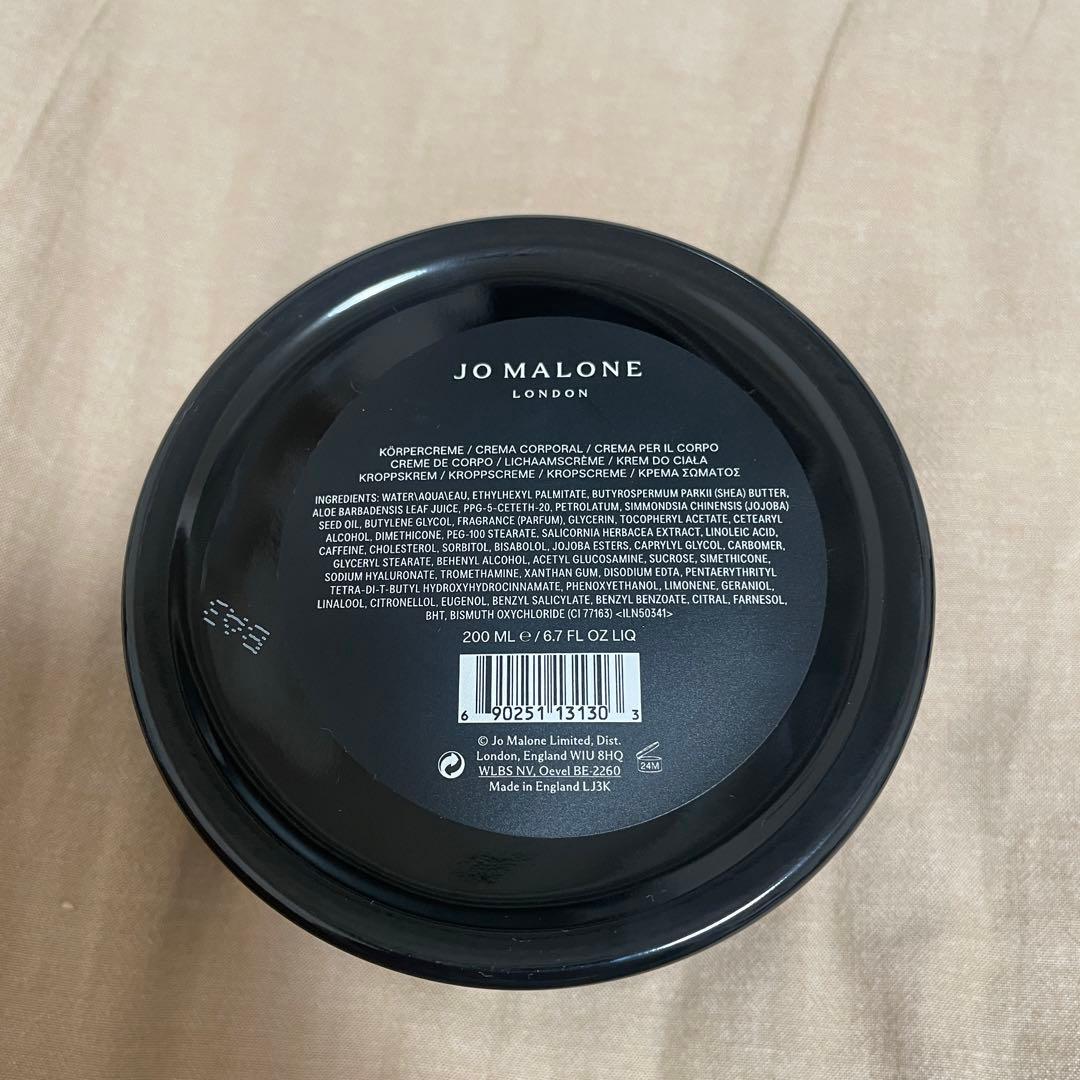 JO MALONE
LONDON
KÖRPERCREME / CREMA CORPORAL / CREMA PER IL CORPO
CREME DE CORPO / LICHAAMSCRÈME / KREM DO CIAŁA
KROPPSKREM / KROPPSCREME / KROPSCREME / ΚΡΕΜΑ ΣΩΜΑΤΟΣ
INGREDIENTS: WATER\AQUA\EAU, ETHYLHEXYL PALMITATE, BUTYROSPERMUM PARKII (SHEA) BUTTER,
ALOE BARBADENSIS LEAF JUICE, PPG-5-CETETH-20, PETROLATUM, SIMMONDSIA CHINENSIS (JOJOBA)
SEED OIL, BUTYLENE GLYCOL, FRAGRANCE (PARFUM), GLYCERIN, TOCOPHERYL ACETATE, CETEARYL
ALCOHOL, DIMETHICONE, PEG-100 STEARATE, SALICORNIA HERBACEA EXTRACT, LINOLEIC ACID,
CAFFEINE, CHOLESTEROL, SORBITOL, BISABOLOL, JOJOBA ESTERS, CAPRYLYL GLYCOL, CARBOMER,
GLYCERYL STEARATE, BEHENYL ALCOHOL, ACETYL GLUCOSAMINE, SUCROSE, SIMETHICONE,
SODIUM HYALURONATE, TROMETHAMINE, XANTHAN GUM, DISODIUM EDTA, PENTAERYTHRITYL
TETRA-DI-T-BUTYL HYDROXYHYDROCINNAMATE, PHENOXYETHANOL, LIMONENE, GERANIOL,
LINALOOL, CITRONELLOL, EUGENOL, BENZYL SALICYLATE, BENZYL BENZOATE, CITRAL, FARNESOL,
BHT, BISMUTH OXYCHLORIDE (CI 77163) <ILN50341>
200 ML ℮ / 6.7 FL OZ LIQ
6 90251 13130 3
© Jo Malone Limited, Dist.
London, England W1U 8HQ
WLBS NV, Oevel BE-2260
Made in England LJ3K
24M